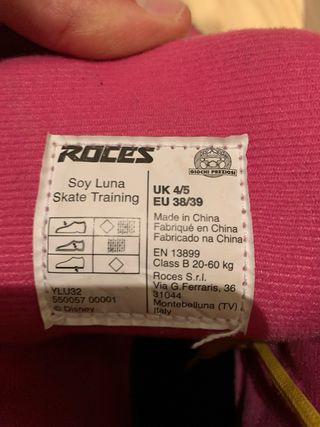 ROCES
Soy Luna
Skate Training
YLU32
550057 00001
© Disney
GIOCHI PREZIOSI
UK 4/5
EU 38/39
Made in China
Fabriqué en China
Fabricado na China
EN 13899
Class B 20-60 kg
Roces S.r.l.
Via G.Ferraris, 36
31044
Montebelluna (TV)
Italy